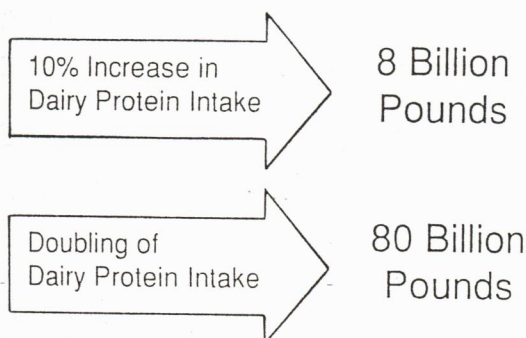 10% Increase in
Dairy Protein Intake
8 Billion
Pounds
Doubling of
Dairy Protein Intake
80 Billion
Pounds